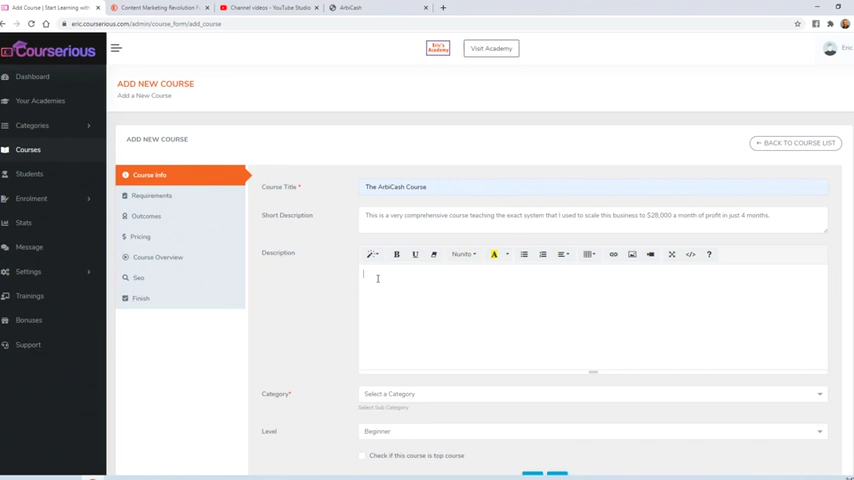 Add Course | Start Learning with
Content Marketing Revolution F
Channel videos - YouTube Studio
ArbiCash
eric.courserious.com/admin/course_form/add_course
Courserious
Eric's
Academy
Visit Academy
Eric
Dashboard
Your Academies
Categories
Courses
Students
Enrolment
Stats
Message
Settings
Trainings
Bonuses
Support
ADD NEW COURSE
Add a New Course
ADD NEW COURSE
← BACK TO COURSE LIST
Course Info
Requirements
Outcomes
Pricing
Course Overview
Seo
Finish
Course Title *
The ArbiCash Course
Short Description
This is a very comprehensive course teaching the exact system that I used to scale this business to $28,000 a month of profit in just 4 months.
Description
B U Nunito A </> ?
Category*
Select a Category
Select Sub Category
Level
Beginner
Check if this course is top course